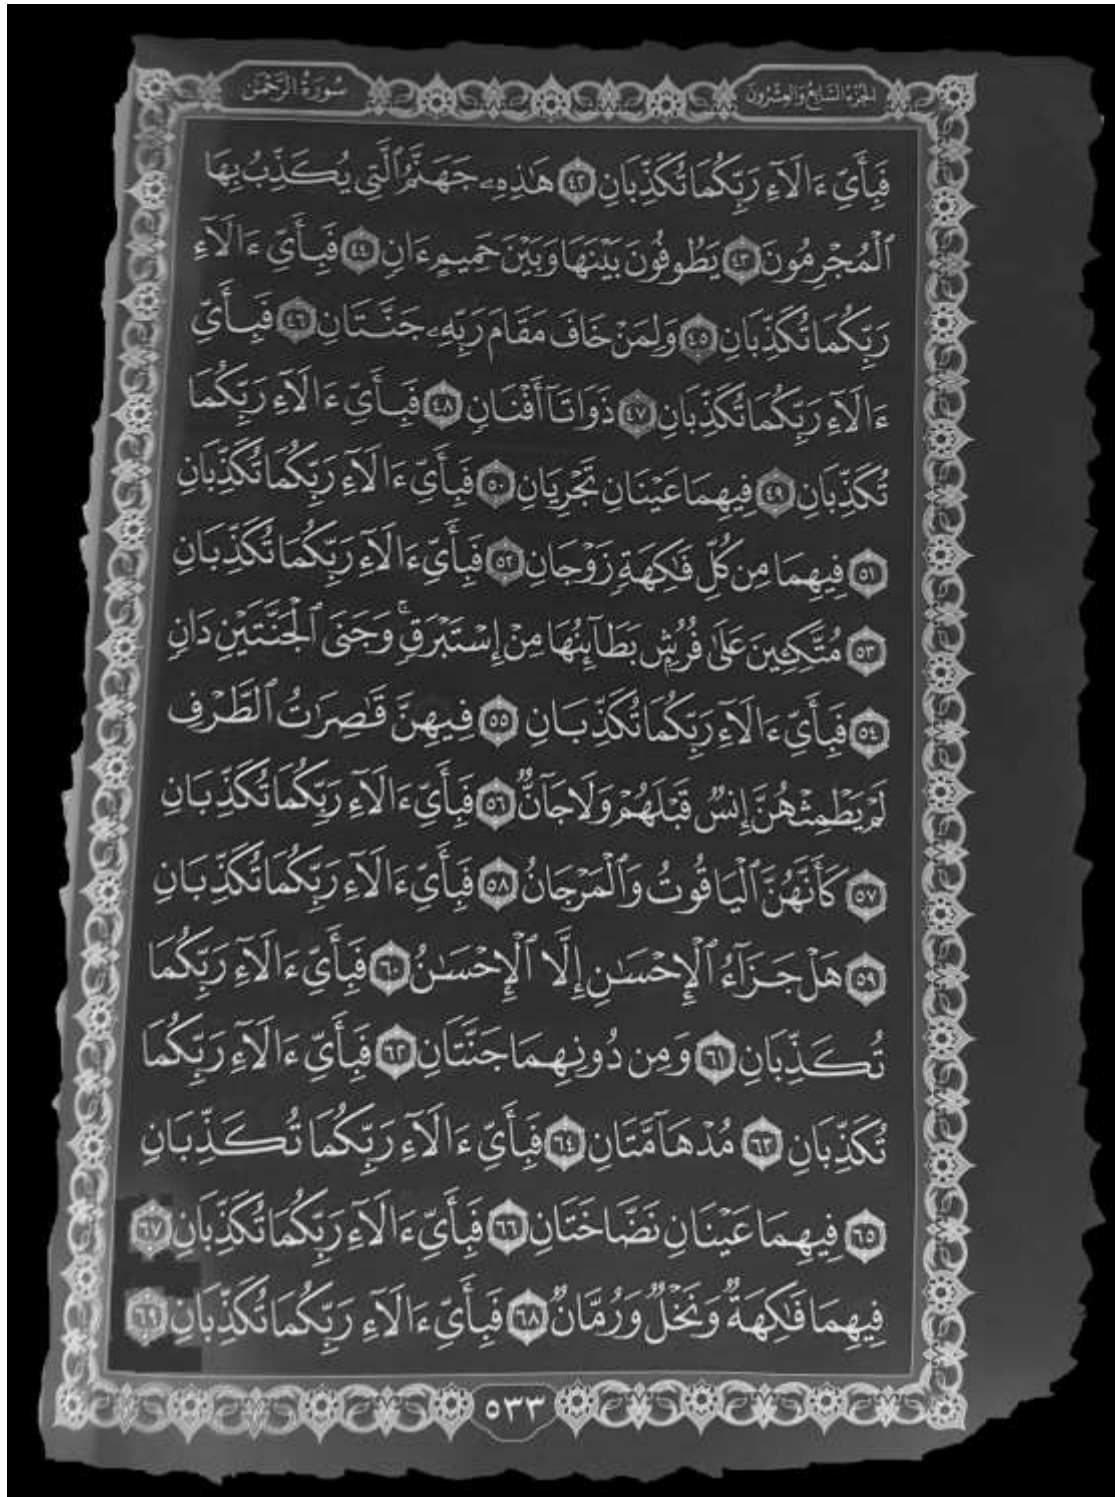 الجزء السابع والعشرون
سُورَةُ الرَّحْمَٰن
فَبِأَيِّ ءَالَآءِ رَبِّكُمَا تُكَذِّبَانِ ٤٢ هَٰذِهِۦ جَهَنَّمُ ٱلَّتِي يُكَذِّبُ بِهَا
ٱلْمُجْرِمُونَ ٤٣ يَطُوفُونَ بَيْنَهَا وَبَيْنَ حَمِيمٍ ءَانٍ ٤٤ فَبِأَيِّ ءَالَآءِ
رَبِّكُمَا تُكَذِّبَانِ ٤٥ وَلِمَنْ خَافَ مَقَامَ رَبِّهِۦ جَنَّتَانِ ٤٦ فَبِأَيِّ
ءَالَآءِ رَبِّكُمَا تُكَذِّبَانِ ٤٧ ذَوَاتَآ أَفْنَانٍ ٤٨ فَبِأَيِّ ءَالَآءِ رَبِّكُمَا
تُكَذِّبَانِ ٤٩ فِيهِمَا عَيْنَانِ تَجْرِيَانِ ٥٠ فَبِأَيِّ ءَالَآءِ رَبِّكُمَا تُكَذِّبَانِ
٥١ فِيهِمَا مِن كُلِّ فَٰكِهَةٍ زَوْجَانِ ٥٢ فَبِأَيِّ ءَالَآءِ رَبِّكُمَا تُكَذِّبَانِ
٥٣ مُتَّكِـِٔينَ عَلَىٰ فُرُشٍۭ بَطَآئِنُهَا مِنْ إِسْتَبْرَقٍۚ وَجَنَى ٱلْجَنَّتَيْنِ دَانٍ
٥٤ فَبِأَيِّ ءَالَآءِ رَبِّكُمَا تُكَذِّبَانِ ٥٥ فِيهِنَّ قَٰصِرَٰتُ ٱلطَّرْفِ
لَمْ يَطْمِثْهُنَّ إِنسٌ قَبْلَهُمْ وَلَا جَآنٌّ ٥٦ فَبِأَيِّ ءَالَآءِ رَبِّكُمَا تُكَذِّبَانِ
٥٧ كَأَنَّهُنَّ ٱلْيَاقُوتُ وَٱلْمَرْجَانُ ٥٨ فَبِأَيِّ ءَالَآءِ رَبِّكُمَا تُكَذِّبَانِ
٥٩ هَلْ جَزَآءُ ٱلْإِحْسَٰنِ إِلَّا ٱلْإِحْسَٰنُ ٦٠ فَبِأَيِّ ءَالَآءِ رَبِّكُمَا
تُكَذِّبَانِ ٦١ وَمِن دُونِهِمَا جَنَّتَانِ ٦٢ فَبِأَيِّ ءَالَآءِ رَبِّكُمَا
تُكَذِّبَانِ ٦٣ مُدْهَآمَّتَانِ ٦٤ فَبِأَيِّ ءَالَآءِ رَبِّكُمَا تُكَذِّبَانِ
٦٥ فِيهِمَا عَيْنَانِ نَضَّاخَتَانِ ٦٦ فَبِأَيِّ ءَالَآءِ رَبِّكُمَا تُكَذِّبَانِ ٦٧
فِيهِمَا فَٰكِهَةٌ وَنَخْلٌ وَرُمَّانٌ ٦٨ فَبِأَيِّ ءَالَآءِ رَبِّكُمَا تُكَذِّبَانِ ٦٩
٥٣٣